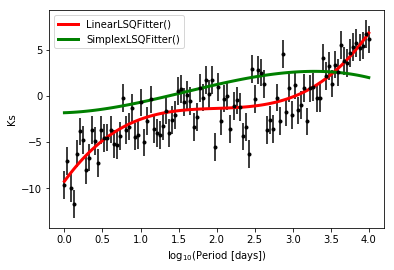 LinearLSQFitter()
SimplexLSQFitter()
5
0
−5
−10
Ks
0.0 0.5 1.0 1.5 2.0 2.5 3.0 3.5 4.0
log₁₀(Period [days])